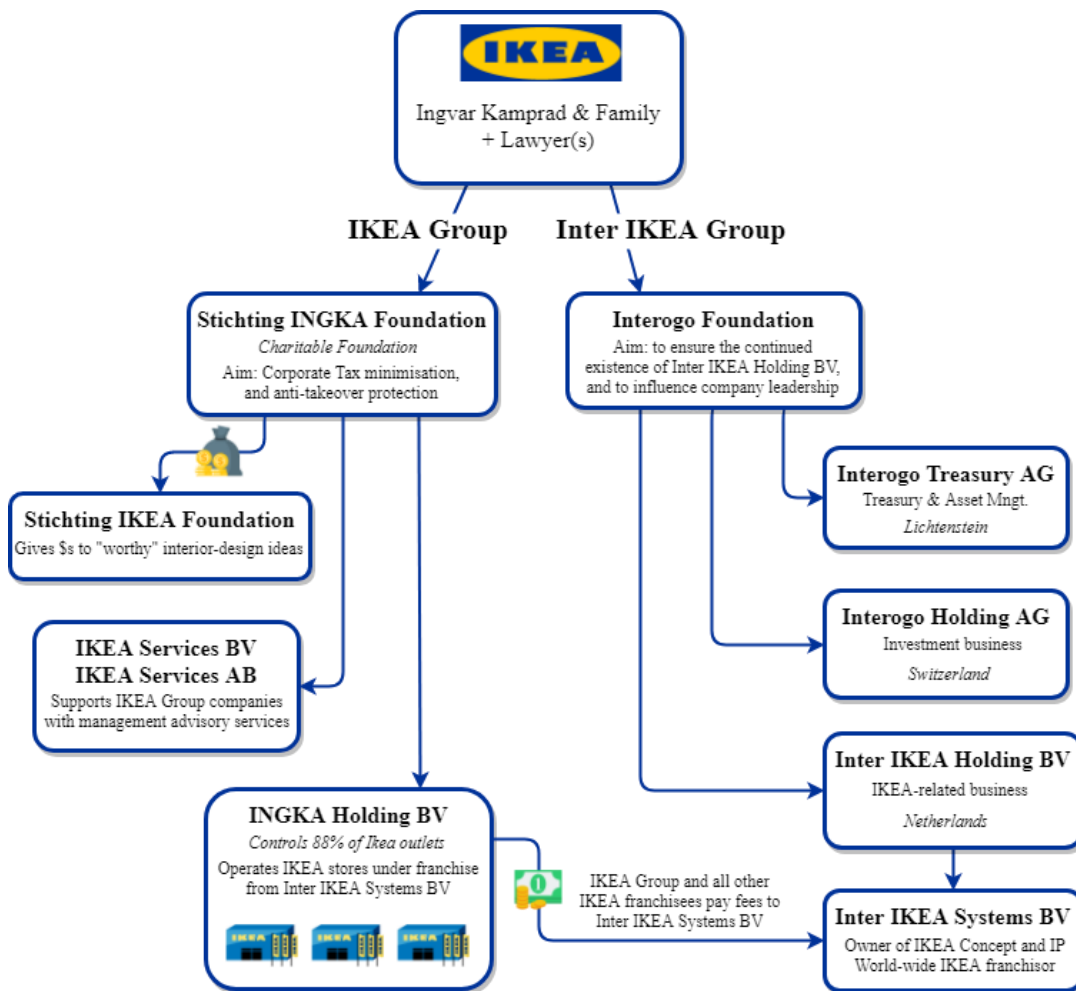 IKEA
Ingvar Kamprad & Family
+ Lawyer(s)
IKEA Group
Inter IKEA Group
Stichting INGKA Foundation
Charitable Foundation
Aim: Corporate Tax minimisation,
and anti-takeover protection
Interogo Foundation
Aim: to ensure the continued
existence of Inter IKEA Holding BV,
and to influence company leadership
Stichting IKEA Foundation
Gives $s to "worthy" interior-design ideas
Interogo Treasury AG
Treasury & Asset Mngt.
Lichtenstein
IKEA Services BV
IKEA Services AB
Supports IKEA Group companies
with management advisory services
Interogo Holding AG
Investment business
Switzerland
Inter IKEA Holding BV
IKEA-related business
Netherlands
INGKA Holding BV
Controls 88% of Ikea outlets
Operates IKEA stores under franchise
from Inter IKEA Systems BV
IKEA
IKEA
IKEA
IKEA Group and all other
IKEA franchisees pay fees to
Inter IKEA Systems BV
Inter IKEA Systems BV
Owner of IKEA Concept and IP
World-wide IKEA franchisor